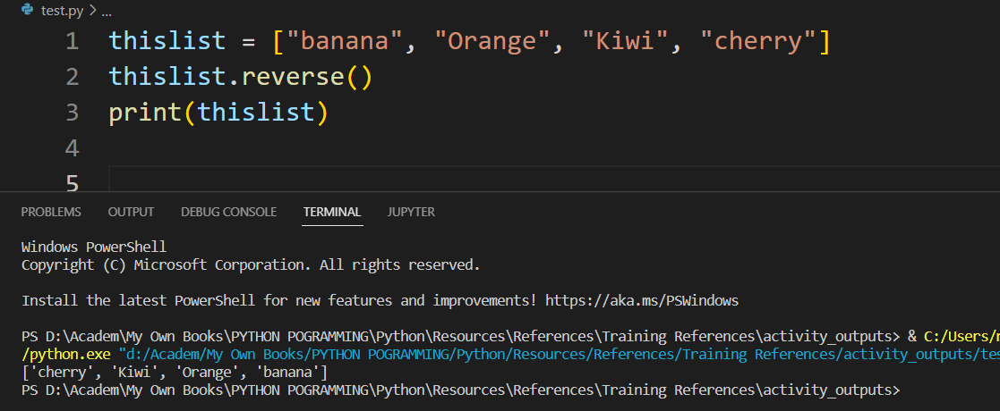 test.py > ...
1 thislist = ["banana", "Orange", "Kiwi", "cherry"]
2 thislist.reverse()
3 print(thislist)
4
5
PROBLEMS OUTPUT DEBUG CONSOLE TERMINAL JUPYTER
Windows PowerShell
Copyright (C) Microsoft Corporation. All rights reserved.
Install the latest PowerShell for new features and improvements! https://aka.ms/PSWindows
PS D:\Academ\My Own Books\PYTHON POGRAMMING\Python\Resources\References\Training References\activity_outputs> & C:/Users/
/python.exe "d:/Academ/My Own Books/PYTHON POGRAMMING/Python/Resources/References/Training References/activity_outputs/tes
['cherry', 'Kiwi', 'Orange', 'banana']
PS D:\Academ\My Own Books\PYTHON POGRAMMING\Python\Resources\References\Training References\activity_outputs>